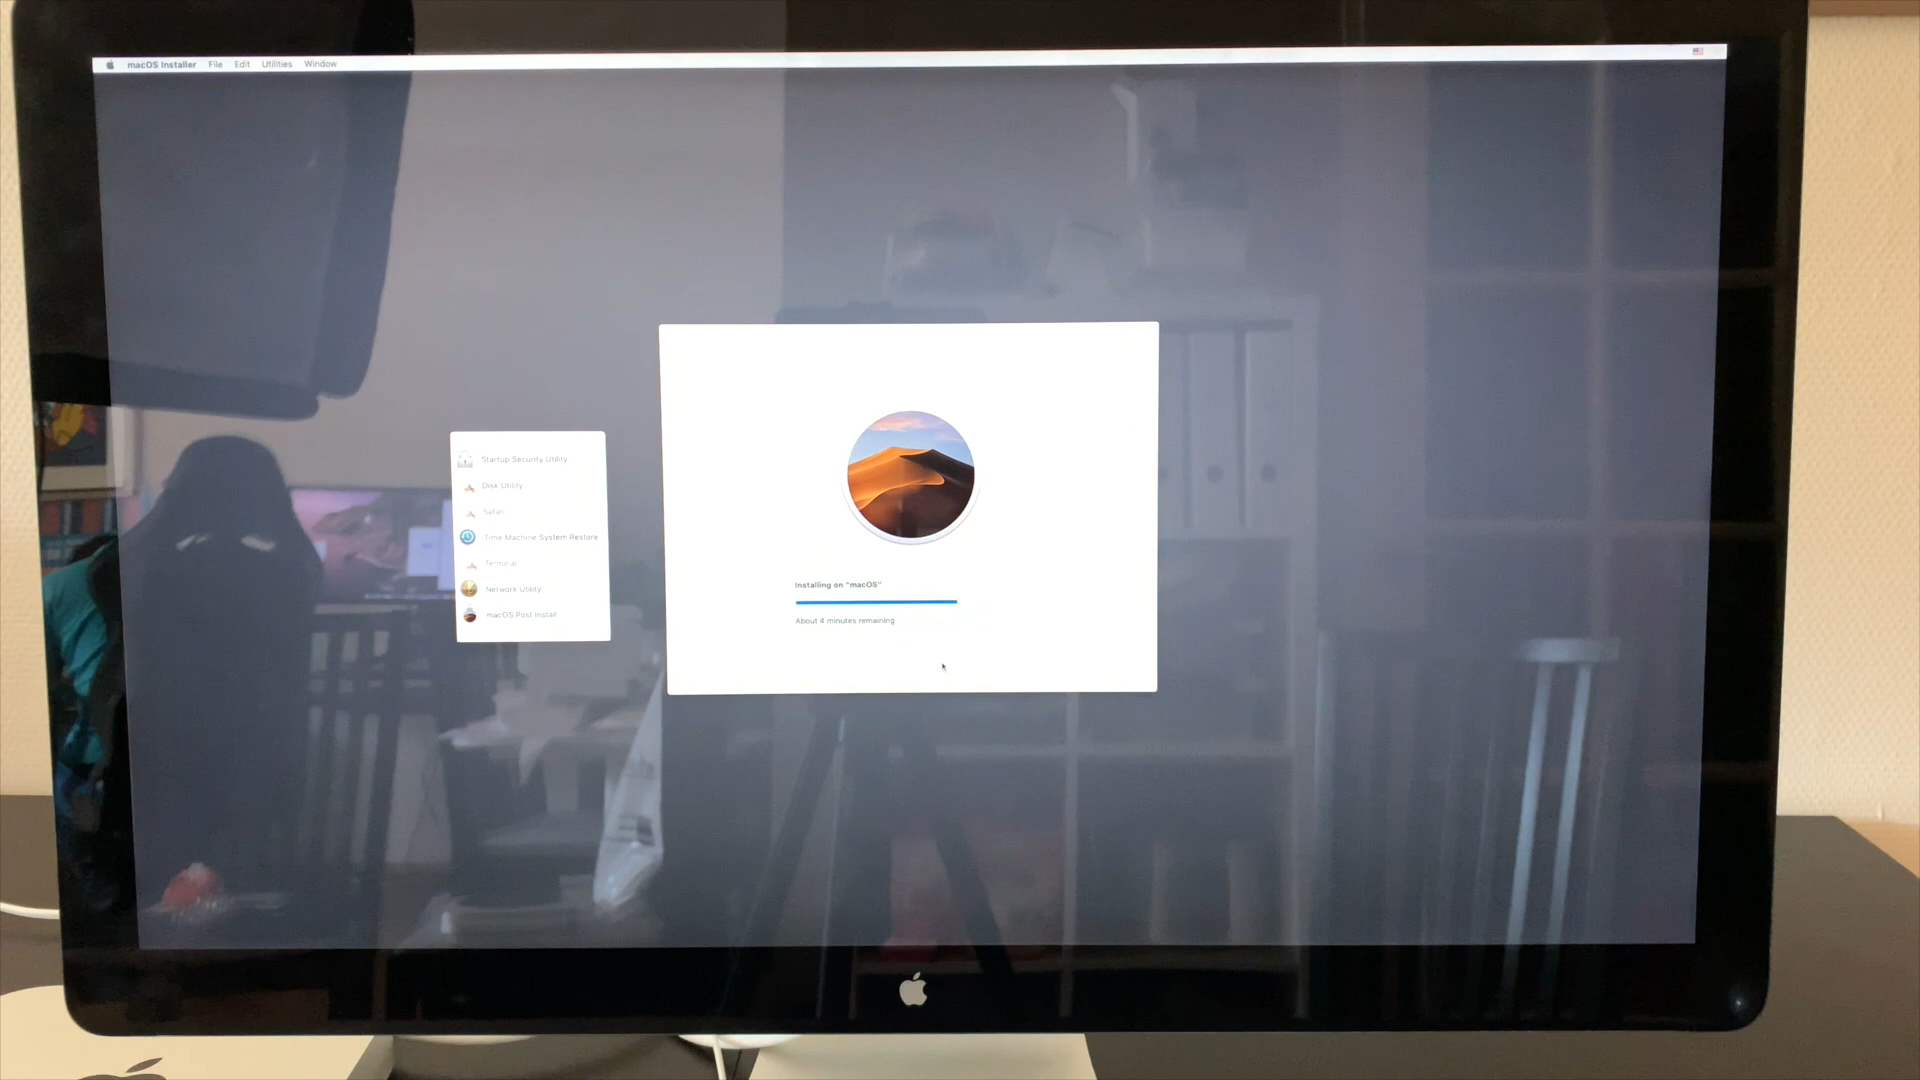 macOS Installer File Edit Utilities Window
Startup Security Utility
Disk Utility
Safari
Time Machine System Restore
Terminal
Network Utility
macOS Post Install
Installing on "macOS"
About 4 minutes remaining